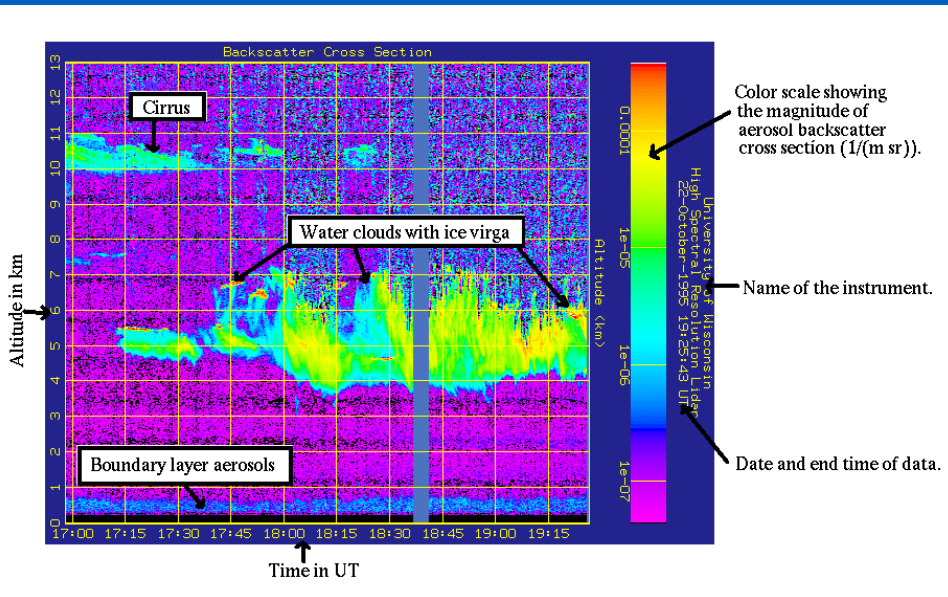 Backscatter Cross Section
13
12
11
10
9
8
7
6
5
4
3
2
1
0
Altitude in km
Cirrus
Water clouds with ice virga
Boundary layer aerosols
17:00 17:15 17:30 17:45 18:00 18:15 18:30 18:45 19:00 19:15
Time in UT
Altitude (km)
0.0001
1e-05
1e-06
1e-07
University of Wisconsin
High Spectral Resolution Lidar
22-October-1995 19:25:43 UT
Color scale showing
the magnitude of
aerosol backscatter
cross section (1/(m sr)).
Name of the instrument.
Date and end time of data.